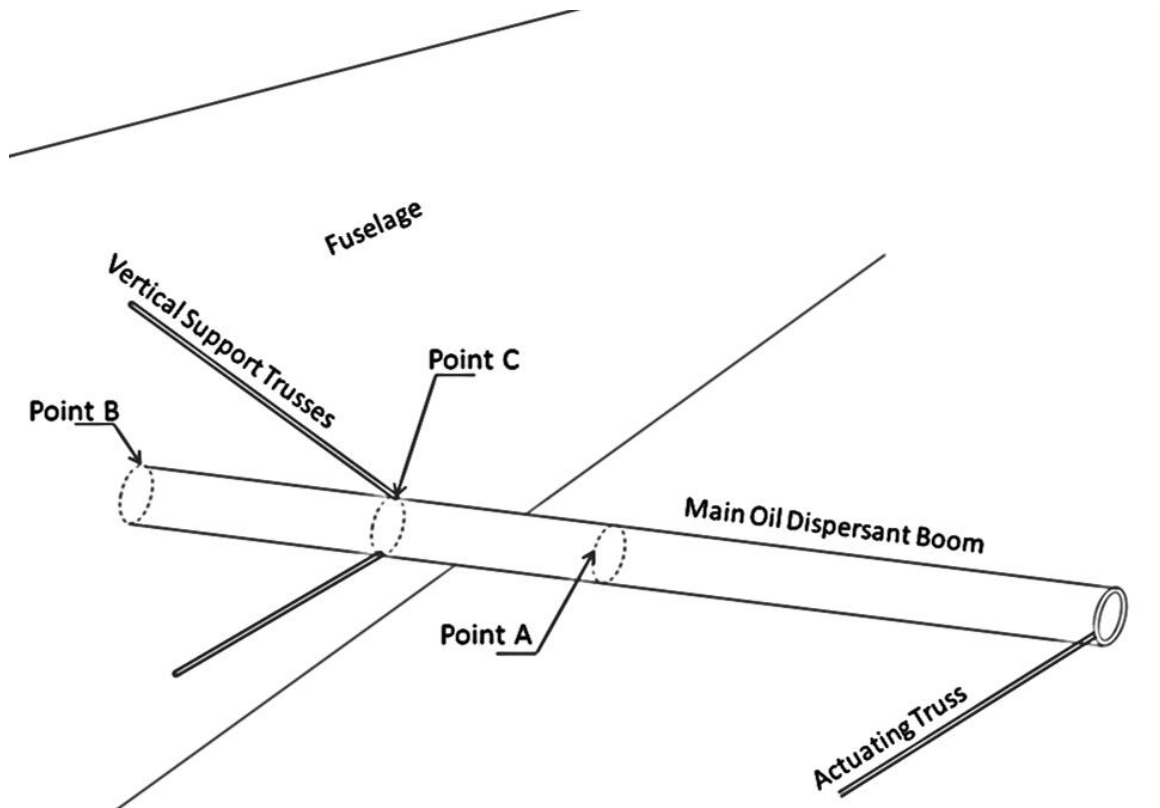 Fuselage
Vertical Support Trusses
Point C
Point B
Main Oil Dispersant Boom
Point A
Actuating Truss